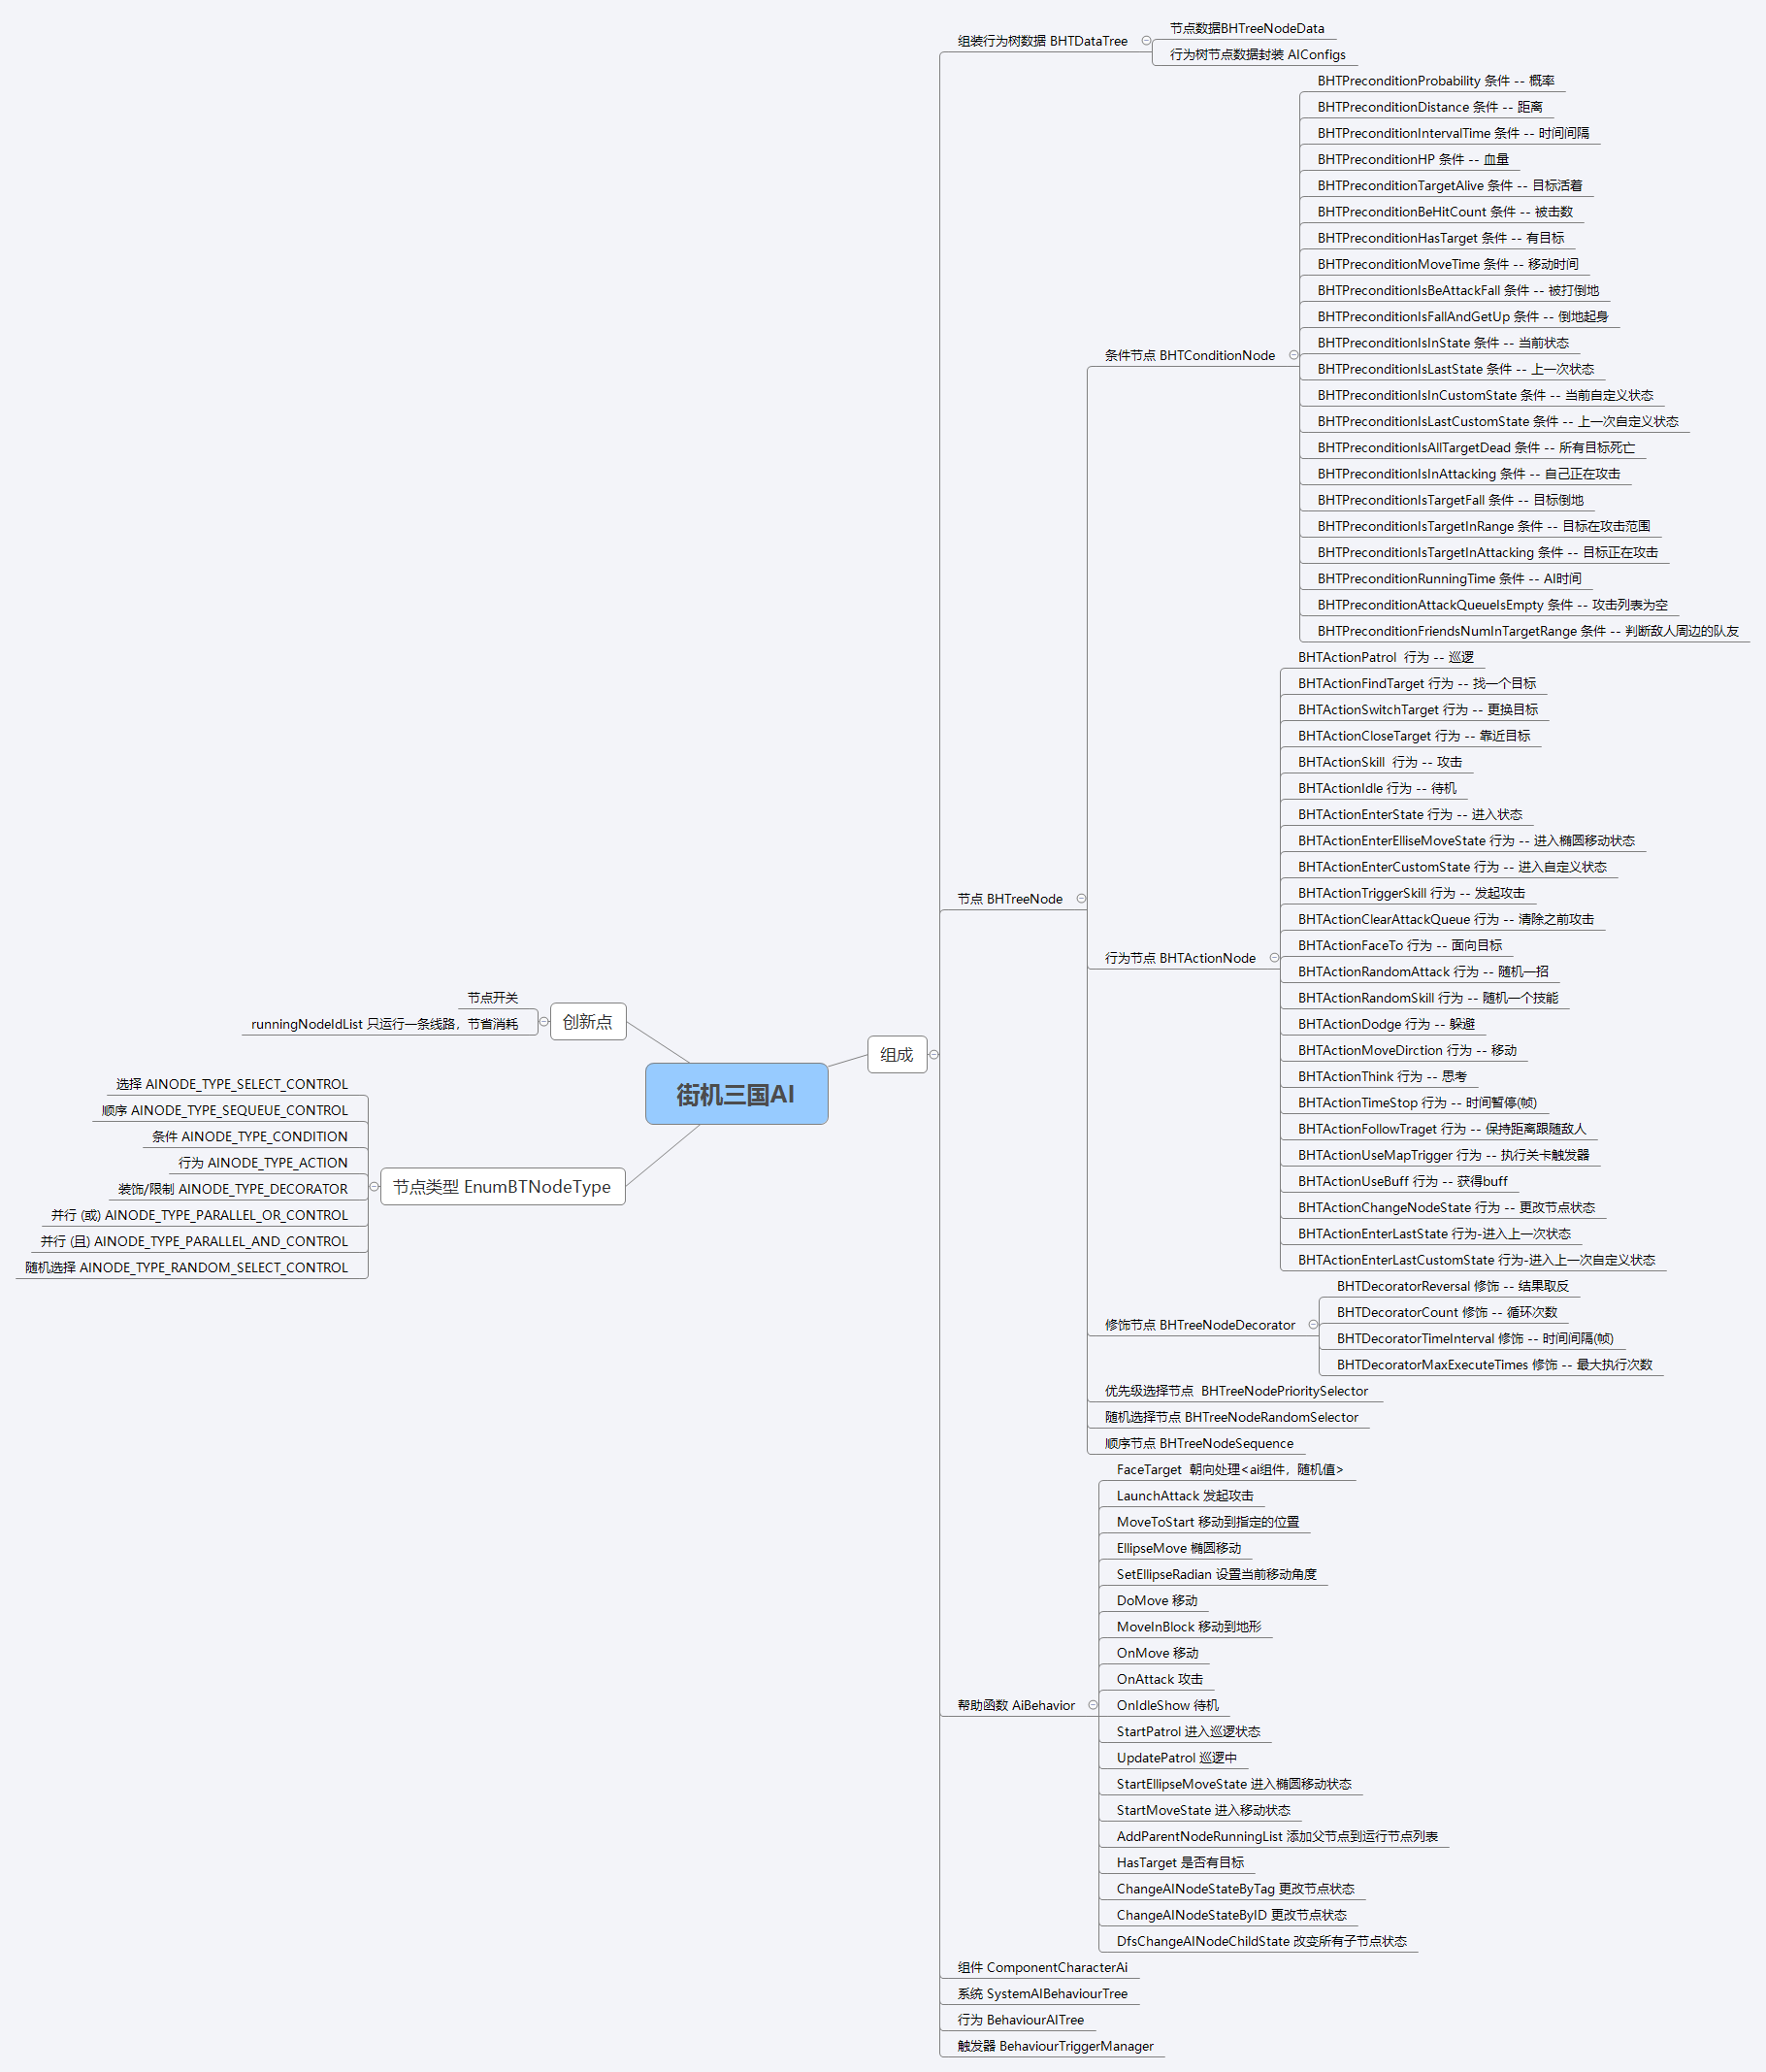 街机三国AI
组成
组装行为树数据 BHTDataTree
节点数据BHTreeNodeData
行为树节点数据封装 AIConfigs
节点 BHTreeNode
条件节点 BHTConditionNode
BHTPreconditionProbability 条件 -- 概率
BHTPreconditionDistance 条件 -- 距离
BHTPreconditionIntervalTime 条件 -- 时间间隔
BHTPreconditionHP 条件 -- 血量
BHTPreconditionTargetAlive 条件 -- 目标活着
BHTPreconditionBeHitCount 条件 -- 被击数
BHTPreconditionHasTarget 条件 -- 有目标
BHTPreconditionMoveTime 条件 -- 移动时间
BHTPreconditionIsBeAttackFall 条件 -- 被打倒地
BHTPreconditionIsFallAndGetUp 条件 -- 倒地起身
BHTPreconditionIsInState 条件 -- 当前状态
BHTPreconditionIsLastState 条件 -- 上一次状态
BHTPreconditionIsInCustomState 条件 -- 当前自定义状态
BHTPreconditionIsLastCustomState 条件 -- 上一次自定义状态
BHTPreconditionIsAllTargetDead 条件 -- 所有目标死亡
BHTPreconditionIsInAttacking 条件 -- 自己正在攻击
BHTPreconditionIsTargetFall 条件 -- 目标倒地
BHTPreconditionIsTargetInRange 条件 -- 目标在攻击范围
BHTPreconditionIsTargetInAttacking 条件 -- 目标正在攻击
BHTPreconditionRunningTime 条件 -- AI时间
BHTPreconditionAttackQueueIsEmpty 条件 -- 攻击列表为空
BHTPreconditionFriendsNumInTargetRange 条件 -- 判断敌人周边的队友
行为节点 BHTActionNode
BHTActionPatrol  行为 -- 巡逻
BHTActionFindTarget 行为 -- 找一个目标
BHTActionSwitchTarget 行为 -- 更换目标
BHTActionCloseTarget 行为 -- 靠近目标
BHTActionSkill  行为 -- 攻击
BHTActionIdle 行为 -- 待机
BHTActionEnterState 行为 -- 进入状态
BHTActionEnterElliseMoveState 行为 -- 进入椭圆移动状态
BHTActionEnterCustomState 行为 -- 进入自定义状态
BHTActionTriggerSkill 行为 -- 发起攻击
BHTActionClearAttackQueue 行为 -- 清除之前攻击
BHTActionFaceTo 行为 -- 面向目标
BHTActionRandomAttack 行为 -- 随机一招
BHTActionRandomSkill 行为 -- 随机一个技能
BHTActionDodge 行为 -- 躲避
BHTActionMoveDirction 行为 -- 移动
BHTActionThink 行为 -- 思考
BHTActionTimeStop 行为 -- 时间暂停(帧)
BHTActionFollowTraget 行为 -- 保持距离跟随敌人
BHTActionUseMapTrigger 行为 -- 执行关卡触发器
BHTActionUseBuff 行为 -- 获得buff
BHTActionChangeNodeState 行为 -- 更改节点状态
BHTActionEnterLastState 行为-进入上一次状态
BHTActionEnterLastCustomState 行为-进入上一次自定义状态
修饰节点 BHTreeNodeDecorator
BHTDecoratorReversal 修饰 -- 结果取反
BHTDecoratorCount 修饰 -- 循环次数
BHTDecoratorTimeInterval 修饰 -- 时间间隔(帧)
BHTDecoratorMaxExecuteTimes 修饰 -- 最大执行次数
优先级选择节点  BHTreeNodePrioritySelector
随机选择节点 BHTreeNodeRandomSelector
顺序节点 BHTreeNodeSequence
帮助函数 AiBehavior
FaceTarget  朝向处理<ai组件，随机值>
LaunchAttack 发起攻击
MoveToStart 移动到指定的位置
EllipseMove 椭圆移动
SetEllipseRadian 设置当前移动角度
DoMove 移动
MoveInBlock 移动到地形
OnMove 移动
OnAttack 攻击
OnIdleShow 待机
StartPatrol 进入巡逻状态
UpdatePatrol 巡逻中
StartEllipseMoveState 进入椭圆移动状态
StartMoveState 进入移动状态
AddParentNodeRunningList 添加父节点到运行节点列表
HasTarget 是否有目标
ChangeAINodeStateByTag 更改节点状态
ChangeAINodeStateByID 更改节点状态
DfsChangeAINodeChildState 改变所有子节点状态
组件 ComponentCharacterAi
系统 SystemAIBehaviourTree
行为 BehaviourAITree
触发器 BehaviourTriggerManager
创新点
节点开关
runningNodeIdList 只运行一条线路，节省消耗
节点类型 EnumBTNodeType
选择 AINODE_TYPE_SELECT_CONTROL
顺序 AINODE_TYPE_SEQUEUE_CONTROL
条件 AINODE_TYPE_CONDITION
行为 AINODE_TYPE_ACTION
装饰/限制 AINODE_TYPE_DECORATOR
并行 (或) AINODE_TYPE_PARALLEL_OR_CONTROL
并行 (且) AINODE_TYPE_PARALLEL_AND_CONTROL
随机选择 AINODE_TYPE_RANDOM_SELECT_CONTROL